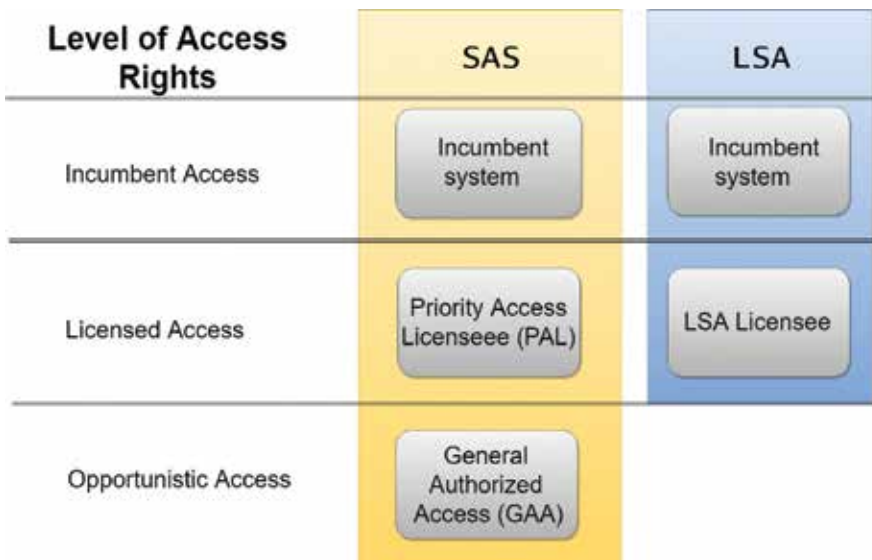 Level of Access
Rights
SAS
LSA
Incumbent Access
Incumbent
system
Incumbent
system
Licensed Access
Priority Access
Licenseee (PAL)
LSA Licensee
Opportunistic Access
General
Authorized
Access (GAA)